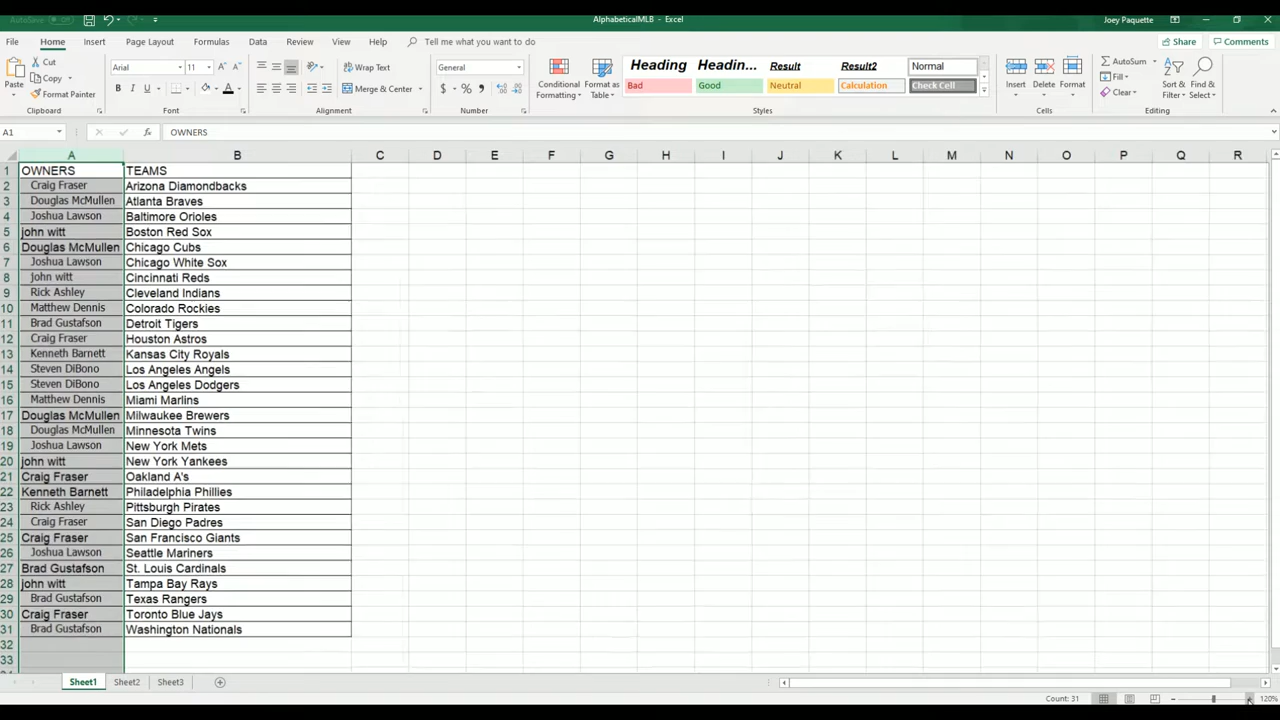 AutoSave Off AlphabeticalMLB - Excel Joey Paquette
File Home Insert Page Layout Formulas Data Review View Help Tell me what you want to do Share Comments
Paste Cut Copy Format Painter Clipboard
Arial 11 B I U Font
Wrap Text Merge & Center Alignment
General $ % Number
Conditional Formatting Format as Table
Heading Headin... Result Result2 Normal
Bad Good Neutral Calculation Check Cell
Styles
Insert Delete Format Cells
AutoSum Fill Clear Sort & Filter Find & Select Editing
A1 fx OWNERS
A B C D E F G H I J K L M N O P Q R
1 OWNERS TEAMS
2 Craig Fraser Arizona Diamondbacks
3 Douglas McMullen Atlanta Braves
4 Joshua Lawson Baltimore Orioles
5 john witt Boston Red Sox
6 Douglas McMullen Chicago Cubs
7 Joshua Lawson Chicago White Sox
8 john witt Cincinnati Reds
9 Rick Ashley Cleveland Indians
10 Matthew Dennis Colorado Rockies
11 Brad Gustafson Detroit Tigers
12 Craig Fraser Houston Astros
13 Kenneth Barnett Kansas City Royals
14 Steven DiBono Los Angeles Angels
15 Steven DiBono Los Angeles Dodgers
16 Matthew Dennis Miami Marlins
17 Douglas McMullen Milwaukee Brewers
18 Douglas McMullen Minnesota Twins
19 Joshua Lawson New York Mets
20 john witt New York Yankees
21 Craig Fraser Oakland A's
22 Kenneth Barnett Philadelphia Phillies
23 Rick Ashley Pittsburgh Pirates
24 Craig Fraser San Diego Padres
25 Craig Fraser San Francisco Giants
26 Joshua Lawson Seattle Mariners
27 Brad Gustafson St. Louis Cardinals
28 john witt Tampa Bay Rays
29 Brad Gustafson Texas Rangers
30 Craig Fraser Toronto Blue Jays
31 Brad Gustafson Washington Nationals
32
33
Sheet1 Sheet2 Sheet3
Count: 31 120%